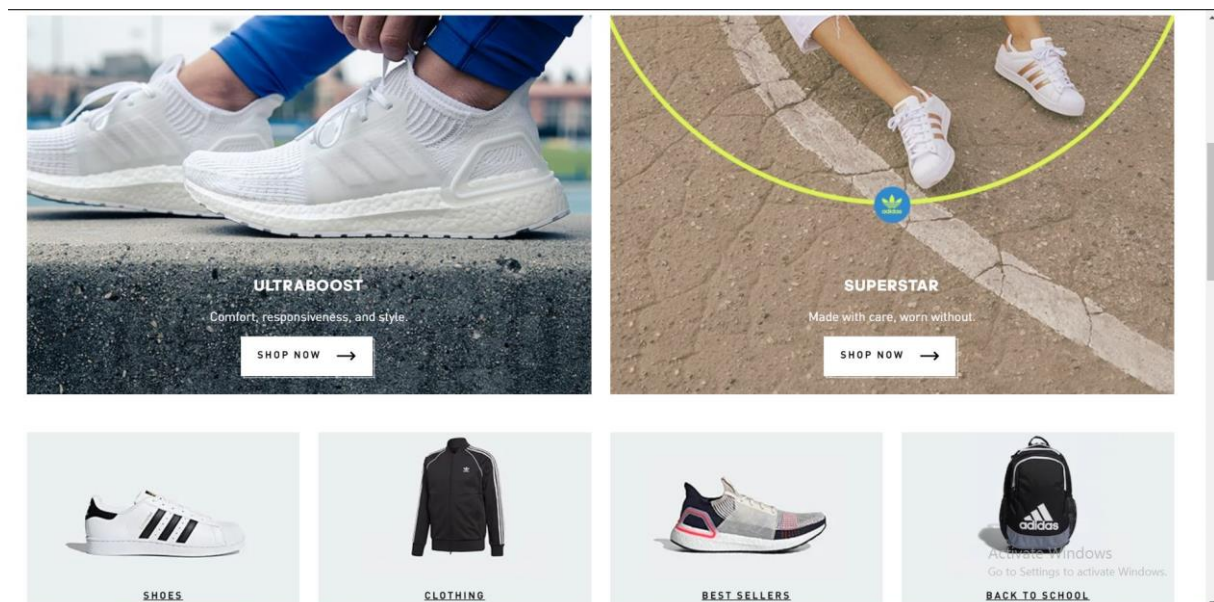 adidas
ULTRABOOST
Comfort, responsiveness, and style.
SHOP NOW
SUPERSTAR
Made with care, worn without.
SHOP NOW
adidas
Activate Windows
Go to Settings to activate Windows.
SHOES
CLOTHING
BEST SELLERS
BACK TO SCHOOL